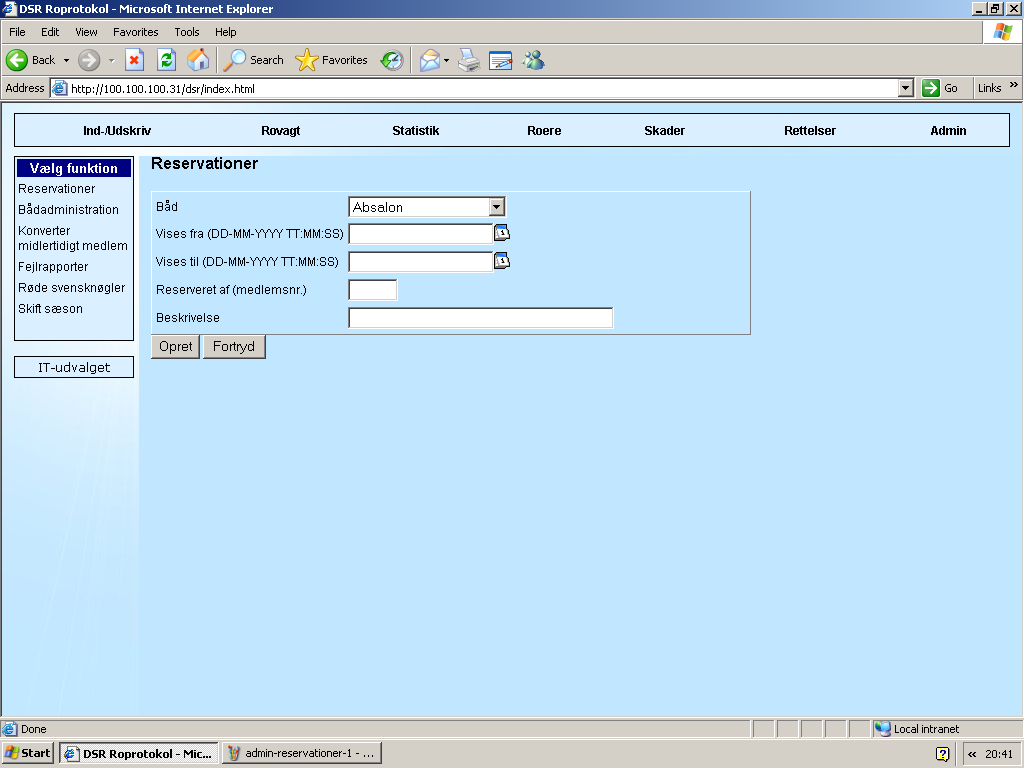 DSR Roprotokol - Microsoft Internet Explorer
File Edit View Favorites Tools Help
Back Search Favorites
Address http://100.100.100.31/dsr/index.html Go Links »
Ind-/Udskriv Rovagt Statistik Roere Skader Rettelser Admin
Vælg funktion
Reservationer
Bådadministration
Konverter
midlertidigt medlem
Fejlrapporter
Røde svensknøgler
Skift sæson
IT-udvalget
Reservationer
Båd Absalon
Vises fra (DD-MM-YYYY TT:MM:SS)
Vises til (DD-MM-YYYY TT:MM:SS)
Reserveret af (medlemsnr.)
Beskrivelse
Opret Fortryd
Done Local intranet
Start DSR Roprotokol - Mic... admin-reservationer-1 - ... « 20:41